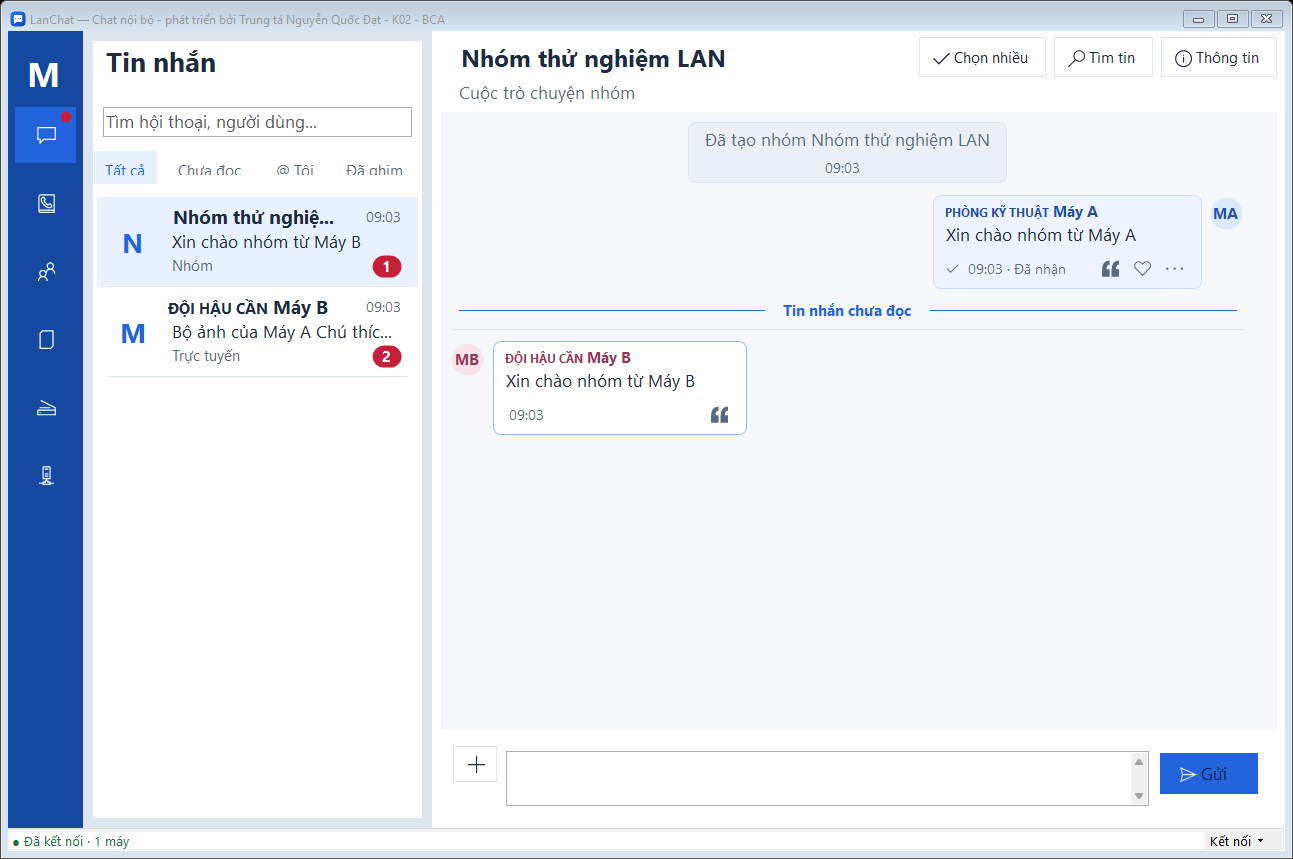 LanChat — Chat nội bộ - phát triển bởi Trung tá Nguyễn Quốc Đạt - K02 - BCA
M
Tin nhắn
Tìm hội thoại, người dùng...
Tất cả
Chưa đọc
@ Tôi
Đã ghim
N
Nhóm thử nghiệ...
09:03
Xin chào nhóm từ Máy B
Nhóm
1
M
ĐỘI HẬU CẦN Máy B
09:03
Bộ ảnh của Máy A Chú thíc...
Trực tuyến
2
Nhóm thử nghiệm LAN
Cuộc trò chuyện nhóm
Chọn nhiều
Tìm tin
Thông tin
Đã tạo nhóm Nhóm thử nghiệm LAN
09:03
PHÒNG KỸ THUẬT Máy A
MA
Xin chào nhóm từ Máy A
09:03 · Đã nhận
Tin nhắn chưa đọc
MB
ĐỘI HẬU CẦN Máy B
Xin chào nhóm từ Máy B
09:03
Gửi
Đã kết nối · 1 máy
Kết nối